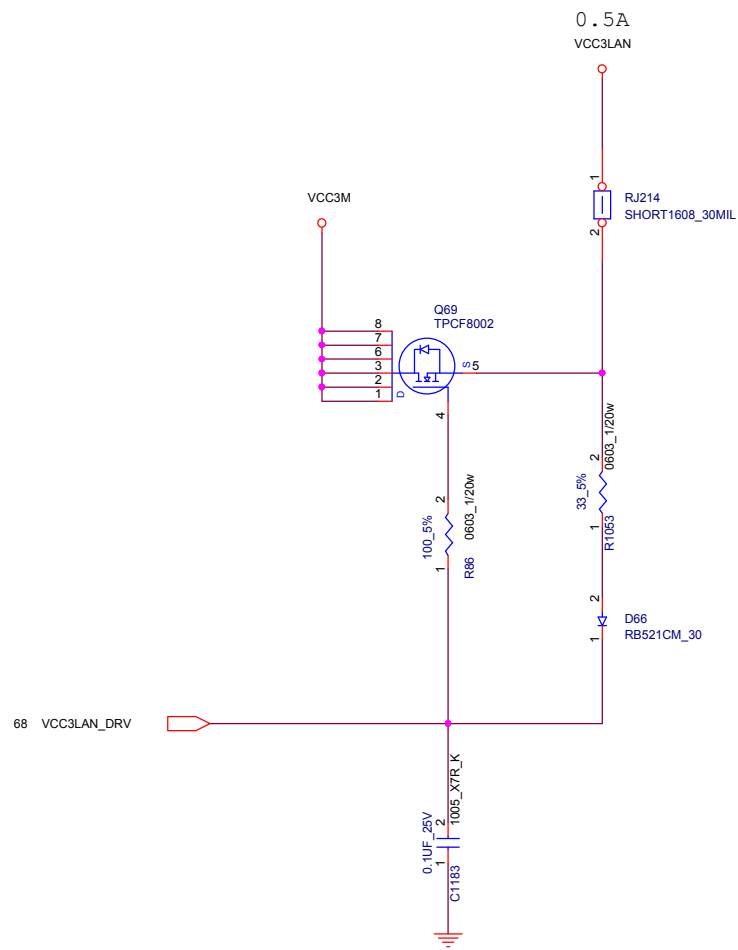 0.5A
VCC3LAN
1
RJ214
SHORT1608_30MIL
2
VCC3M
Q69
TPCF8002
8
7
6
3
2
1
D
S
5
4
2
0603_1/20w
100_5%
1
R86
2
0603_1/20w
33_5%
1
R1053
2
D66
1
RB521CM_30
68 VCC3LAN_DRV
1005_X7R_K
2
0.1UF_25V
1
C1183